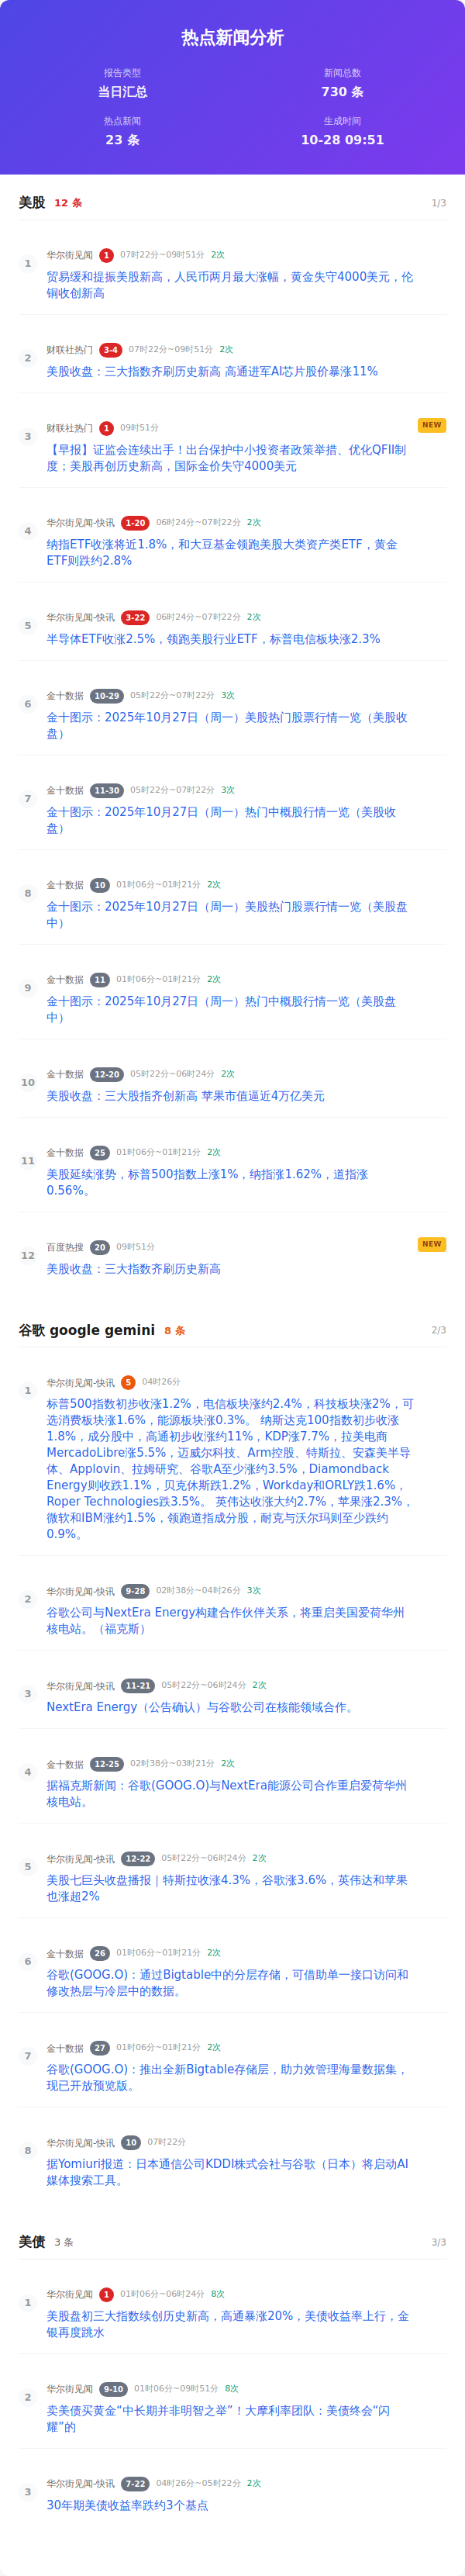 热点新闻分析
报告类型
当日汇总
新闻总数
730 条
热点新闻
23 条
生成时间
10-28 09:51
美股 12 条 1/3
1
华尔街见闻 1 07时22分~09时51分 2次
贸易缓和提振美股新高，人民币两月最大涨幅，黄金失守4000美元，伦
铜收创新高
2
财联社热门 3-4 07时22分~09时51分 2次
美股收盘：三大指数齐刷历史新高 高通进军AI芯片股价暴涨11%
3
财联社热门 1 09时51分 NEW
【早报】证监会连续出手！出台保护中小投资者政策举措、优化QFII制
度；美股再创历史新高，国际金价失守4000美元
4
华尔街见闻-快讯 1-20 06时24分~07时22分 2次
纳指ETF收涨将近1.8%，和大豆基金领跑美股大类资产类ETF，黄金
ETF则跌约2.8%
5
华尔街见闻-快讯 3-22 06时24分~07时22分 2次
半导体ETF收涨2.5%，领跑美股行业ETF，标普电信板块涨2.3%
6
金十数据 10-29 05时22分~07时22分 3次
金十图示：2025年10月27日（周一）美股热门股票行情一览（美股收
盘）
7
金十数据 11-30 05时22分~07时22分 3次
金十图示：2025年10月27日（周一）热门中概股行情一览（美股收
盘）
8
金十数据 10 01时06分~01时21分 2次
金十图示：2025年10月27日（周一）美股热门股票行情一览（美股盘
中）
9
金十数据 11 01时06分~01时21分 2次
金十图示：2025年10月27日（周一）热门中概股行情一览（美股盘
中）
10
金十数据 12-20 05时22分~06时24分 2次
美股收盘：三大股指齐创新高 苹果市值逼近4万亿美元
11
金十数据 25 01时06分~01时21分 2次
美股延续涨势，标普500指数上涨1%，纳指涨1.62%，道指涨
0.56%。
12
百度热搜 20 09时51分 NEW
美股收盘：三大指数齐刷历史新高
谷歌 google gemini 8 条 2/3
1
华尔街见闻-快讯 5 04时26分
标普500指数初步收涨1.2%，电信板块涨约2.4%，科技板块涨2%，可
选消费板块涨1.6%，能源板块涨0.3%。 纳斯达克100指数初步收涨
1.8%，成分股中，高通初步收涨约11%，KDP涨7.7%，拉美电商
MercadoLibre涨5.5%，迈威尔科技、Arm控股、特斯拉、安森美半导
体、Applovin、拉姆研究、谷歌A至少涨约3.5%，Diamondback
Energy则收跌1.1%，贝克休斯跌1.2%，Workday和ORLY跌1.6%，
Roper Technologies跌3.5%。 英伟达收涨大约2.7%，苹果涨2.3%，
微软和IBM涨约1.5%，领跑道指成分股，耐克与沃尔玛则至少跌约
0.9%。
2
华尔街见闻-快讯 9-28 02时38分~04时26分 3次
谷歌公司与NextEra Energy构建合作伙伴关系，将重启美国爱荷华州
核电站。（福克斯）
3
华尔街见闻-快讯 11-21 05时22分~06时24分 2次
NextEra Energy（公告确认）与谷歌公司在核能领域合作。
4
金十数据 12-25 02时38分~03时21分 2次
据福克斯新闻：谷歌(GOOG.O)与NextEra能源公司合作重启爱荷华州
核电站。
5
华尔街见闻-快讯 12-22 05时22分~06时24分 2次
美股七巨头收盘播报｜特斯拉收涨4.3%，谷歌涨3.6%，英伟达和苹果
也涨超2%
6
金十数据 26 01时06分~01时21分 2次
谷歌(GOOG.O)：通过Bigtable中的分层存储，可借助单一接口访问和
修改热层与冷层中的数据。
7
金十数据 27 01时06分~01时21分 2次
谷歌(GOOG.O)：推出全新Bigtable存储层，助力高效管理海量数据集，
现已开放预览版。
8
华尔街见闻-快讯 10 07时22分
据Yomiuri报道：日本通信公司KDDI株式会社与谷歌（日本）将启动AI
媒体搜索工具。
美债 3 条 3/3
1
华尔街见闻 1 01时06分~06时24分 8次
美股盘初三大指数续创历史新高，高通暴涨20%，美债收益率上行，金
银再度跳水
2
华尔街见闻 9-10 01时06分~09时51分 8次
卖美债买黄金“中长期并非明智之举”！大摩利率团队：美债终会“闪
耀”的
3
华尔街见闻-快讯 7-22 04时26分~05时22分 2次
30年期美债收益率跌约3个基点